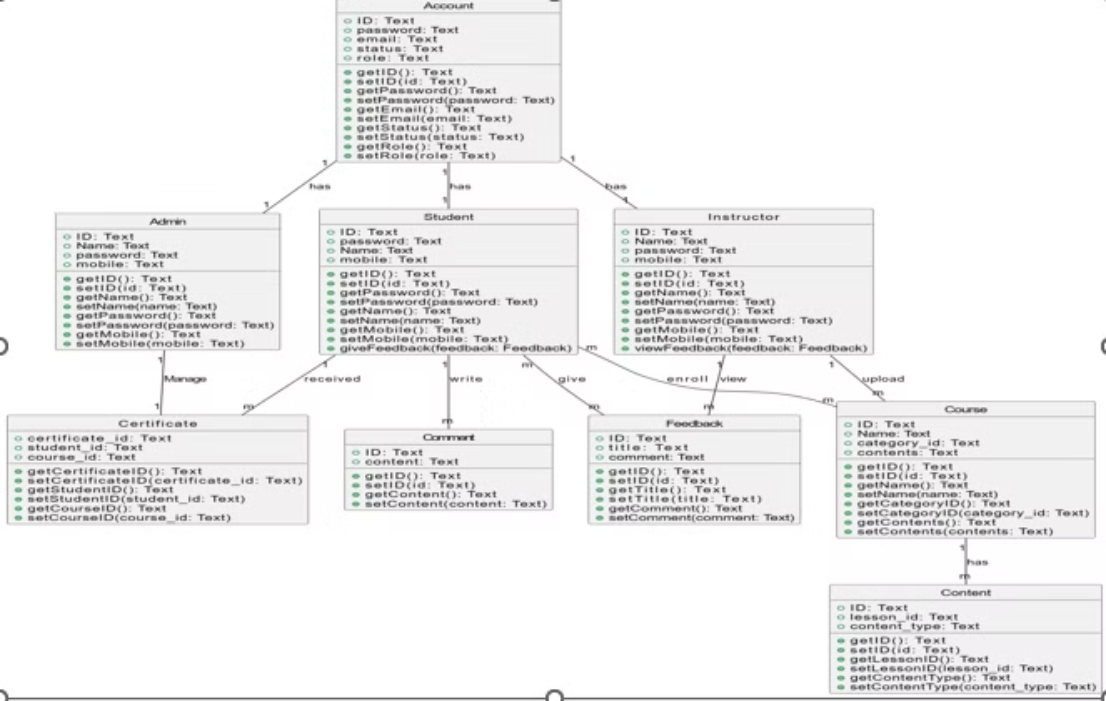 Account
ID: Text
password: Text
email: Text
status: Text
role: Text
getID(): Text
setID(id: Text)
getPassword(): Text
setPassword(password: Text)
getEmail(): Text
setEmail(email: Text)
getStatus(): Text
setStatus(status: Text)
getRole(): Text
setRole(role: Text)
1
1
1
has
has
has
1
1
1
Admin
ID: Text
Name: Text
password: Text
mobile: Text
getID(): Text
setID(id: Text)
getName(): Text
setName(name: Text)
getPassword(): Text
setPassword(password: Text)
getMobile(): Text
setMobile(mobile: Text)
Student
ID: Text
password: Text
Name: Text
mobile: Text
getID(): Text
setID(id: Text)
getPassword(): Text
setPassword(password: Text)
getName(): Text
setName(name: Text)
getMobile(): Text
setMobile(mobile: Text)
giveFeedback(feedback: Feedback)
Instructor
ID: Text
Name: Text
password: Text
mobile: Text
getID(): Text
setID(id: Text)
getName(): Text
setName(name: Text)
getPassword(): Text
setPassword(password: Text)
getMobile(): Text
setMobile(mobile: Text)
viewFeedback(feedback: Feedback)
1
1
1
m
m
1
1
Manage
received
write
give
enroll
view
upload
1
m
m
m
m
m
m
Certificate
certificate_id: Text
student_id: Text
course_id: Text
getCertificateID(): Text
setCertificateID(certificate_id: Text)
getStudentID(): Text
setStudentID(student_id: Text)
getCourseID(): Text
setCourseID(course_id: Text)
Comment
ID: Text
content: Text
getID(): Text
setID(id: Text)
getContent(): Text
setContent(content: Text)
Feedback
ID: Text
title: Text
comment: Text
getID(): Text
setID(id: Text)
getTitle(): Text
setTitle(title: Text)
getComment(): Text
setComment(comment: Text)
Course
ID: Text
Name: Text
category_id: Text
contents: Text
getID(): Text
setID(id: Text)
getName(): Text
setName(name: Text)
getCategoryID(): Text
setCategoryID(category_id: Text)
getContents(): Text
setContents(contents: Text)
1
has
m
Content
ID: Text
lesson_id: Text
content_type: Text
getID(): Text
setID(id: Text)
getLessonID(): Text
setLessonID(lesson_id: Text)
getContentType(): Text
setContentType(content_type: Text)